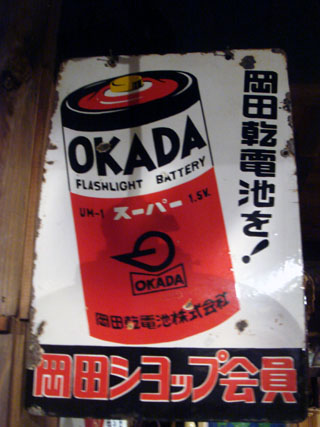 岡田乾電池を!
OKADA
FLASHLIGHT BATTERY
UH-1 スーパー 1.5V.
OKADA
岡田乾電池株式会社
岡田ショップ会員